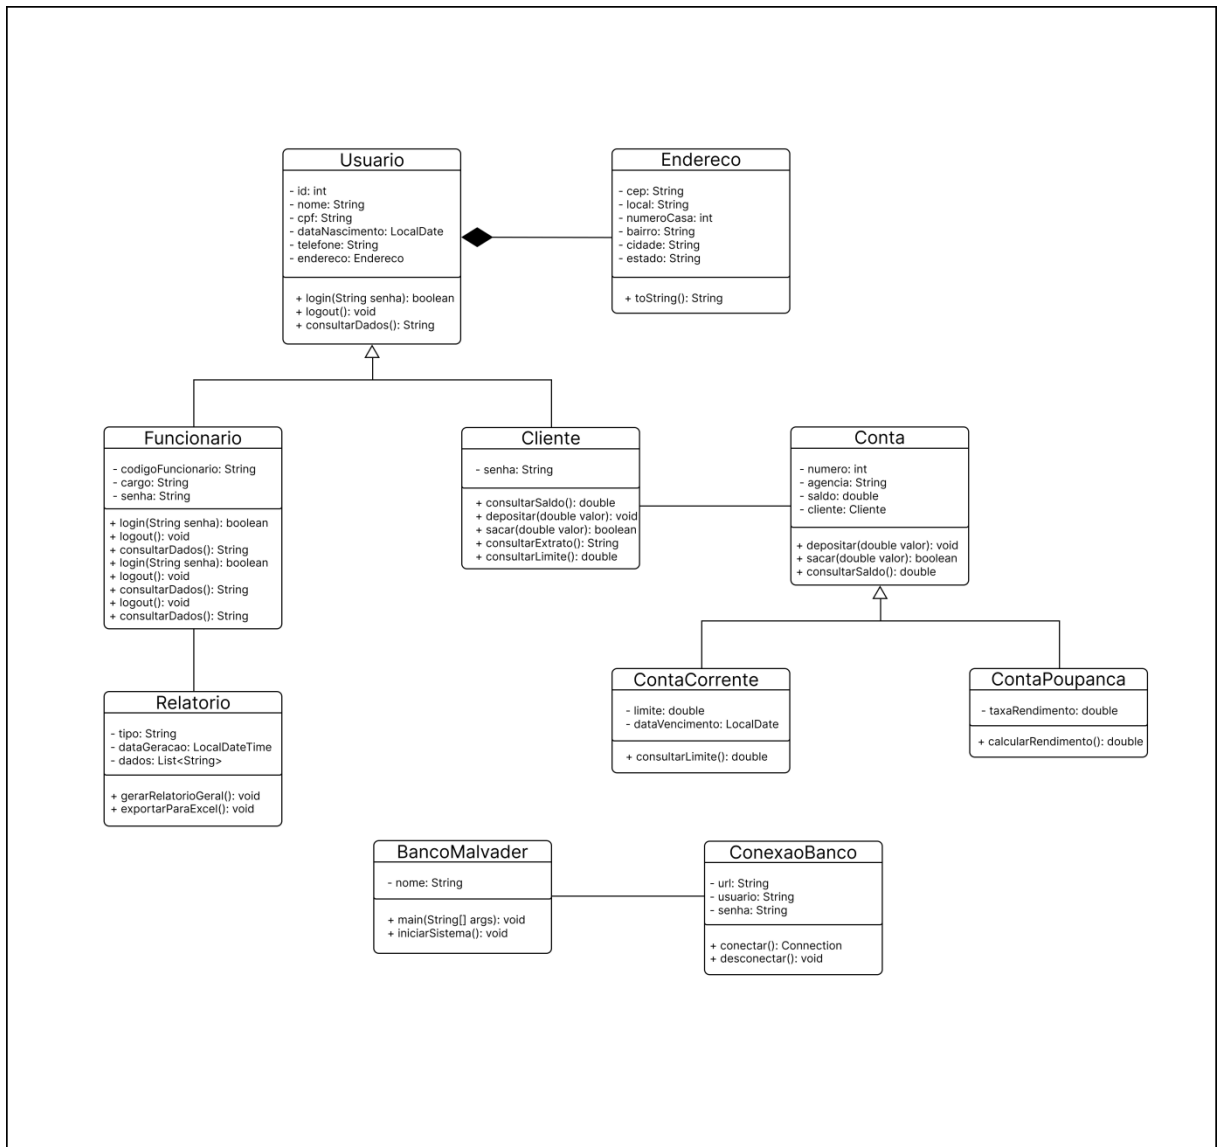 Usuario
- id: int
- nome: String
- cpf: String
- dataNascimento: LocalDate
- telefone: String
- endereco: Endereco
+ login(String senha): boolean
+ logout(): void
+ consultarDados(): String
Endereco
- cep: String
- local: String
- numeroCasa: int
- bairro: String
- cidade: String
- estado: String
+ toString(): String
Funcionario
- codigoFuncionario: String
- cargo: String
- senha: String
+ login(String senha): boolean
+ logout(): void
+ consultarDados(): String
+ login(String senha): boolean
+ logout(): void
+ consultarDados(): String
+ logout(): void
+ consultarDados(): String
Cliente
- senha: String
+ consultarSaldo(): double
+ depositar(double valor): void
+ sacar(double valor): boolean
+ consultarExtrato(): String
+ consultarLimite(): double
Conta
- numero: int
- agencia: String
- saldo: double
- cliente: Cliente
+ depositar(double valor): void
+ sacar(double valor): boolean
+ consultarSaldo(): double
Relatorio
- tipo: String
- dataGeracao: LocalDateTime
- dados: List<String>
+ gerarRelatorioGeral(): void
+ exportarParaExcel(): void
ContaCorrente
- limite: double
- dataVencimento: LocalDate
+ consultarLimite(): double
ContaPoupanca
- taxaRendimento: double
+ calcularRendimento(): double
BancoMalvader
- nome: String
+ main(String[] args): void
+ iniciarSistema(): void
ConexaoBanco
- url: String
- usuario: String
- senha: String
+ conectar(): Connection
+ desconectar(): void